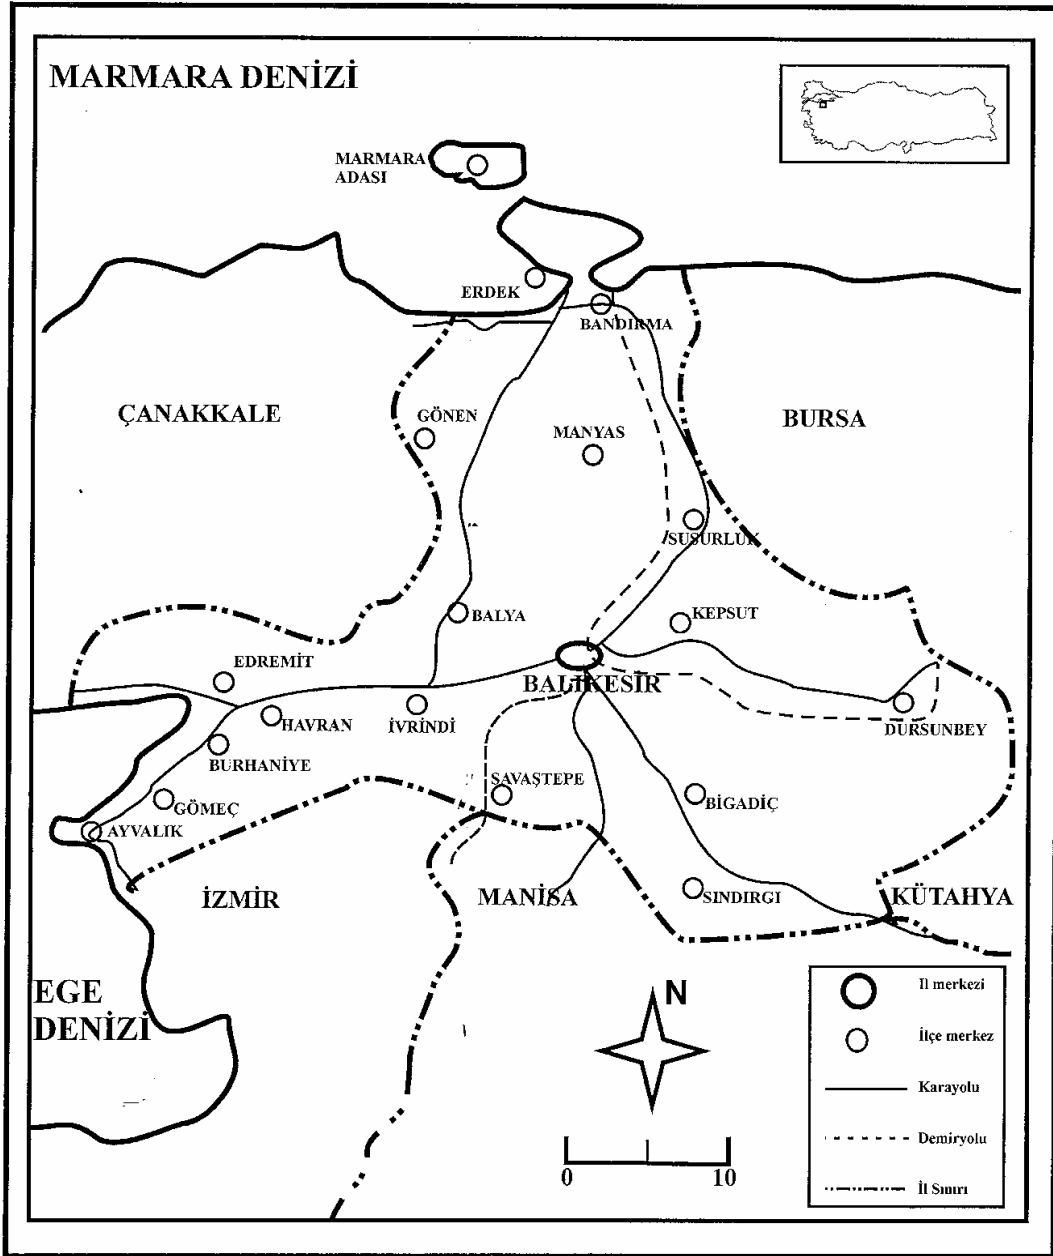 MARMARA DENİZİ
MARMARA
ADASI
ERDEK
BANDIRMA
ÇANAKKALE
GÖNEN
MANYAS
BURSA
SUSURLUK
BALYA
KEPSUT
EDREMİT
BALIKESİR
HAVRAN
İVRİNDİ
DURSUNBEY
BURHANİYE
SAVAŞTEPE
GÖMEÇ
BİGADİÇ
AYVALIK
İZMİR
MANİSA
SINDIRGI
KÜTAHYA
EGE
DENİZİ
N
0
10
İl merkezi
İlçe merkez
Karayolu
Demiryolu
İl Sınırı